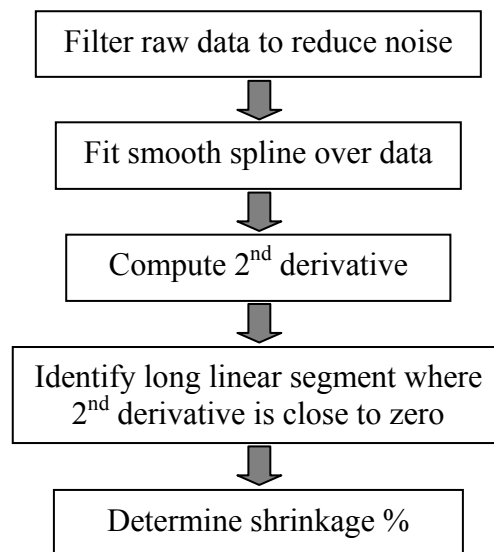 Filter raw data to reduce noise
Fit smooth spline over data
Compute 2nd derivative
Identify long linear segment where
2nd derivative is close to zero
Determine shrinkage %